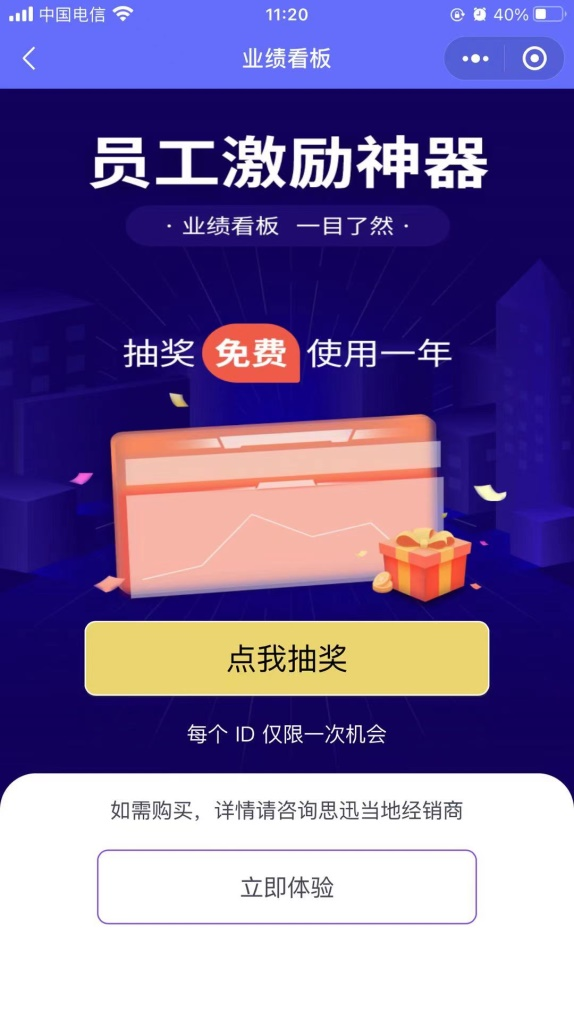 中国电信 11:20 40%
业绩看板
员工激励神器
· 业绩看板 一目了然 ·
抽奖 免费 使用一年
点我抽奖
每个 ID 仅限一次机会
如需购买，详情请咨询思迅当地经销商
立即体验